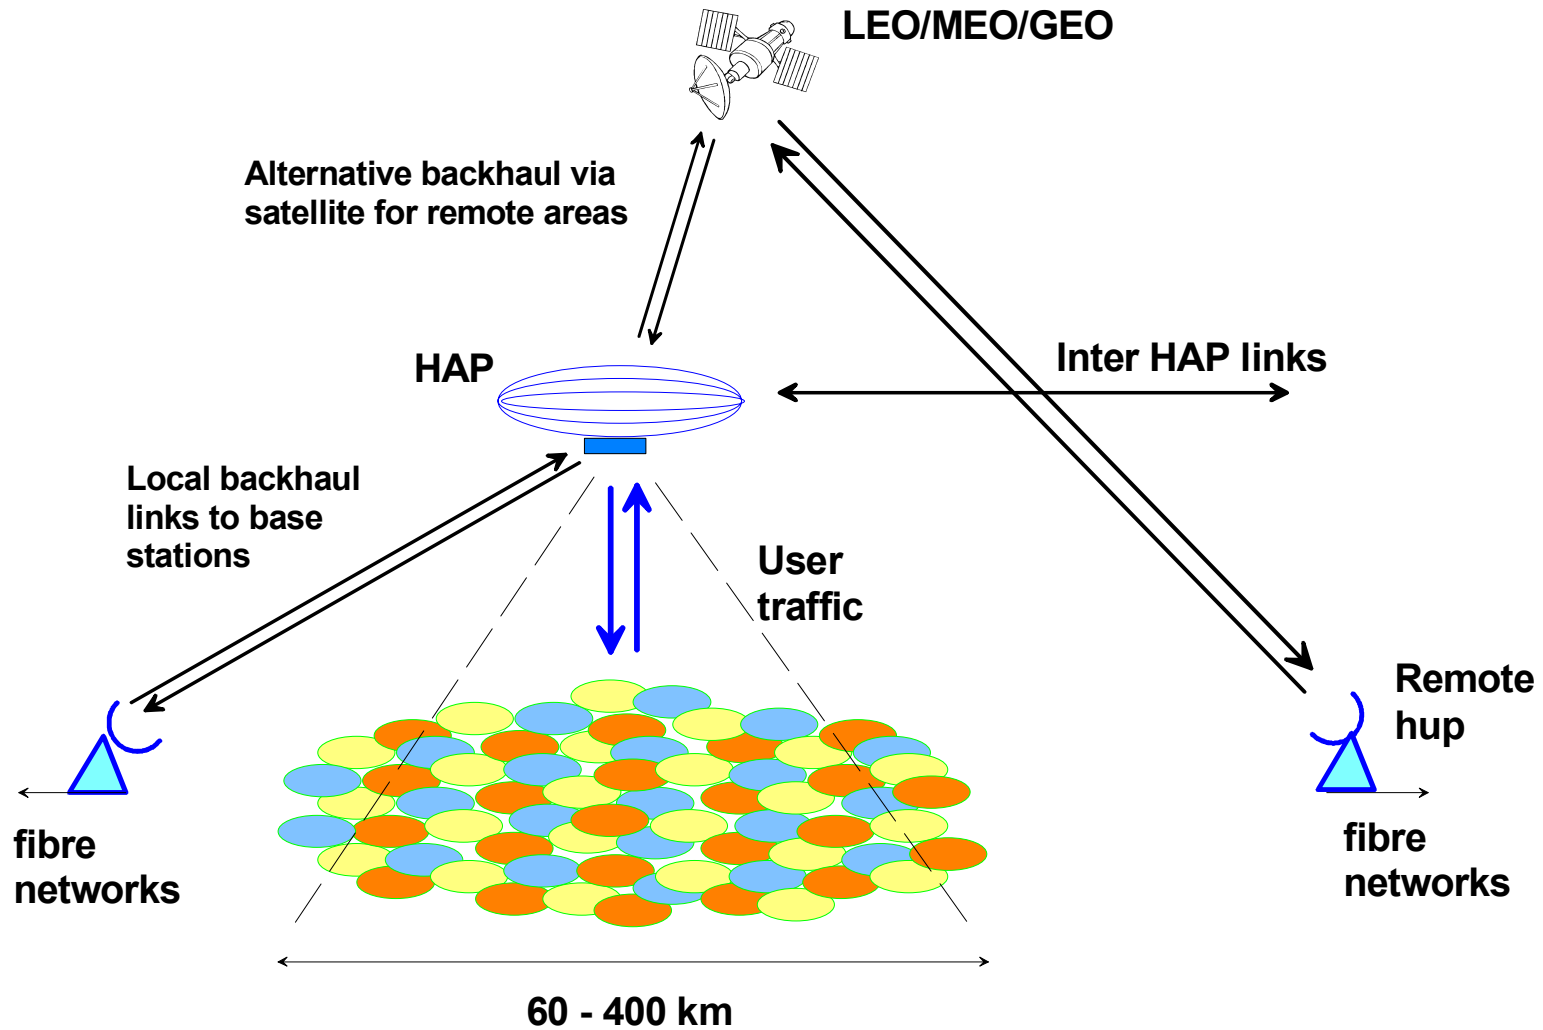 LEO/MEO/GEO
Alternative backhaul via
satellite for remote areas
Inter HAP links
HAP
Local backhaul
links to base
stations
User
traffic
Remote
hup
fibre
networks
fibre
networks
60 - 400 km